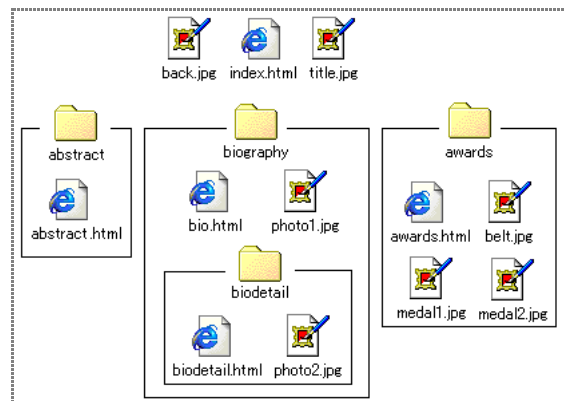 back.jpg index.html title.jpg
abstract biography awards
abstract.html bio.html photo1.jpg awards.html belt.jpg
biodetail medal1.jpg medal2.jpg
biodetail.html photo2.jpg